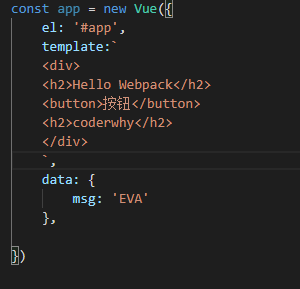 const app = new Vue({
el: '#app',
template:`
<div>
<h2>Hello Webpack</h2>
<button>按钮</button>
<h2>coderwhy</h2>
</div>
`,
data: {
msg: 'EVA'
},
})